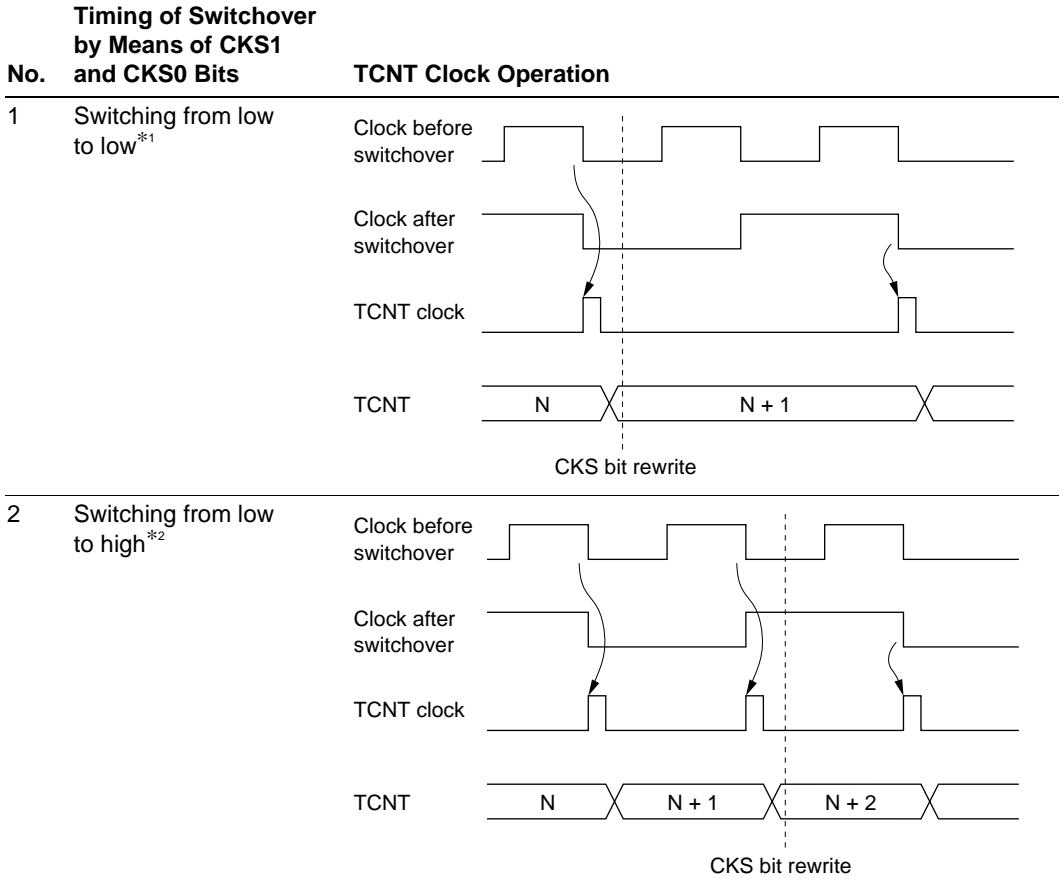 No.
Timing of Switchover
by Means of CKS1
and CKS0 Bits
TCNT Clock Operation
1
Switching from low
to low*1
Clock before
switchover
Clock after
switchover
TCNT clock
TCNT
N
N + 1
CKS bit rewrite
2
Switching from low
to high*2
Clock before
switchover
Clock after
switchover
TCNT clock
TCNT
N
N + 1
N + 2
CKS bit rewrite